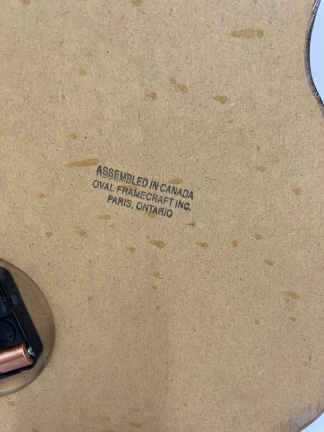 ASSEMBLED IN CANADA
OVAL FRAMECRAFT INC.
PARIS, ONTARIO